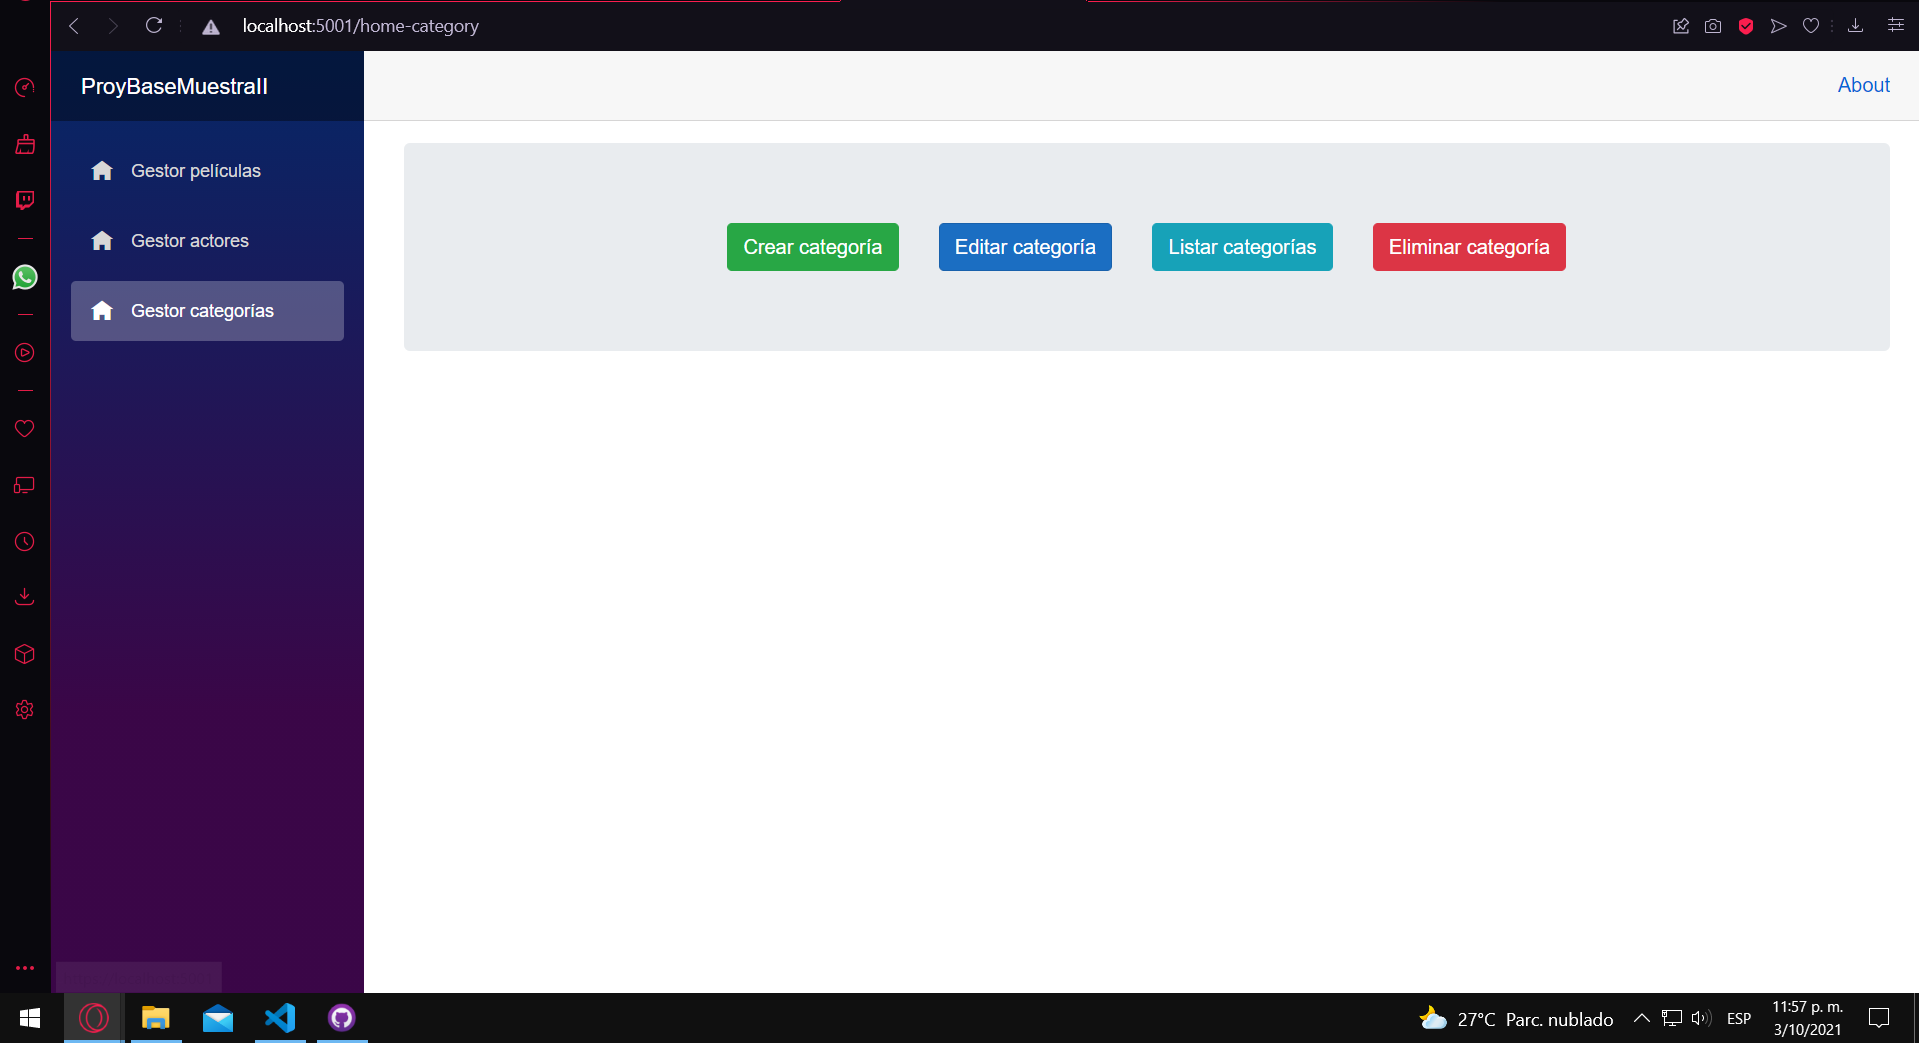 localhost:5001/home-category
ProyBaseMuestraII
About
Gestor películas
Gestor actores
Gestor categorías
Crear categoría
Editar categoría
Listar categorías
Eliminar categoría
27°C Parc. nublado
ESP
11:57 p. m.
3/10/2021